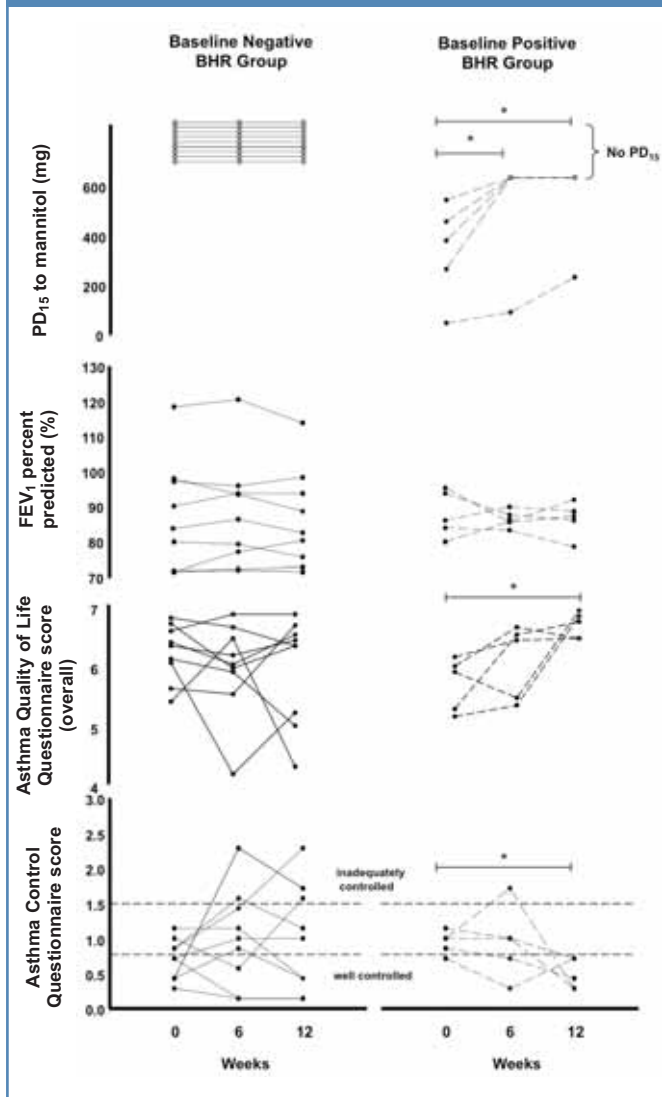 Baseline Negative
BHR Group
Baseline Positive
BHR Group
PD15 to mannitol (mg)
600
400
200
0
*
*
No PD15
FEV1 percent
predicted (%)
130
120
110
100
90
80
70
Asthma Quality of Life
Questionnaire score
(overall)
7
6
5
4
*
Asthma Control
Questionnaire score
3.0
2.5
2.0
1.5
1.0
0.5
0.0
*
inadequately
controlled
well controlled
0 6 12
Weeks
0 6 12
Weeks